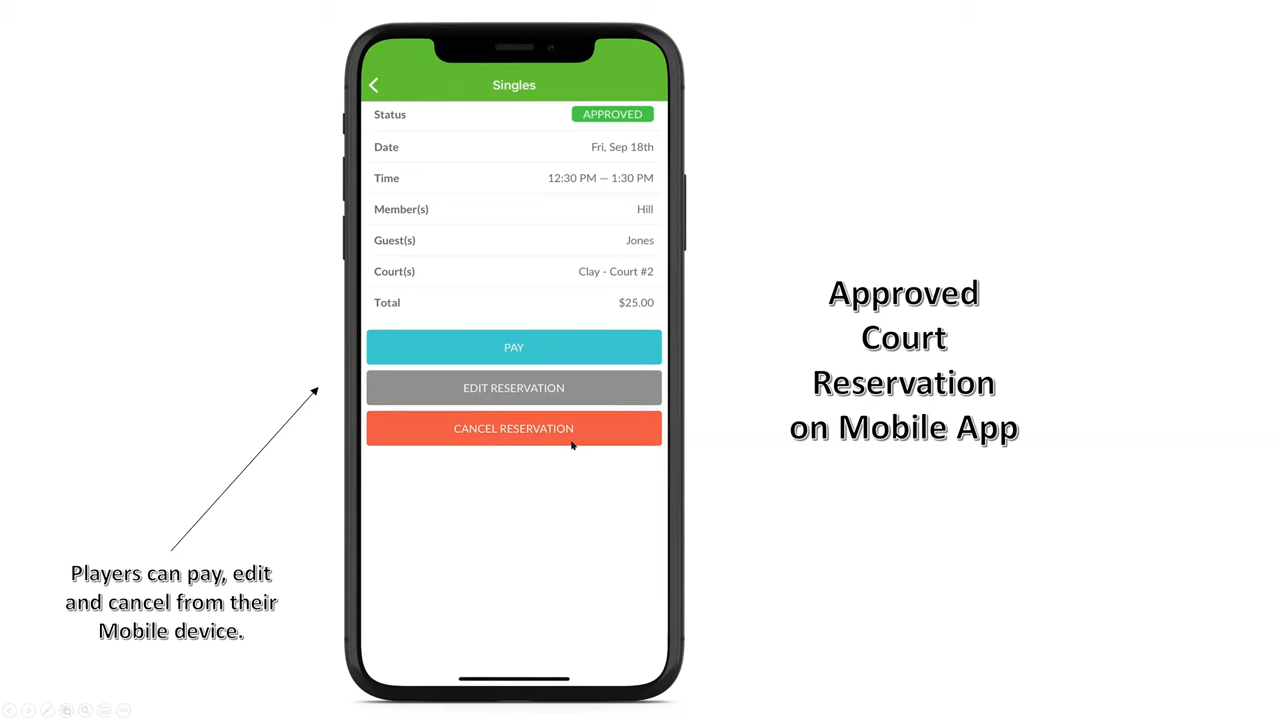 Singles
Status APPROVED
Date Fri, Sep 18th
Time 12:30 PM — 1:30 PM
Member(s) Hill
Guest(s) Jones
Court(s) Clay - Court #2
Total $25.00
PAY
EDIT RESERVATION
CANCEL RESERVATION
Approved
Court
Reservation
on Mobile App
Players can pay, edit
and cancel from their
Mobile device.